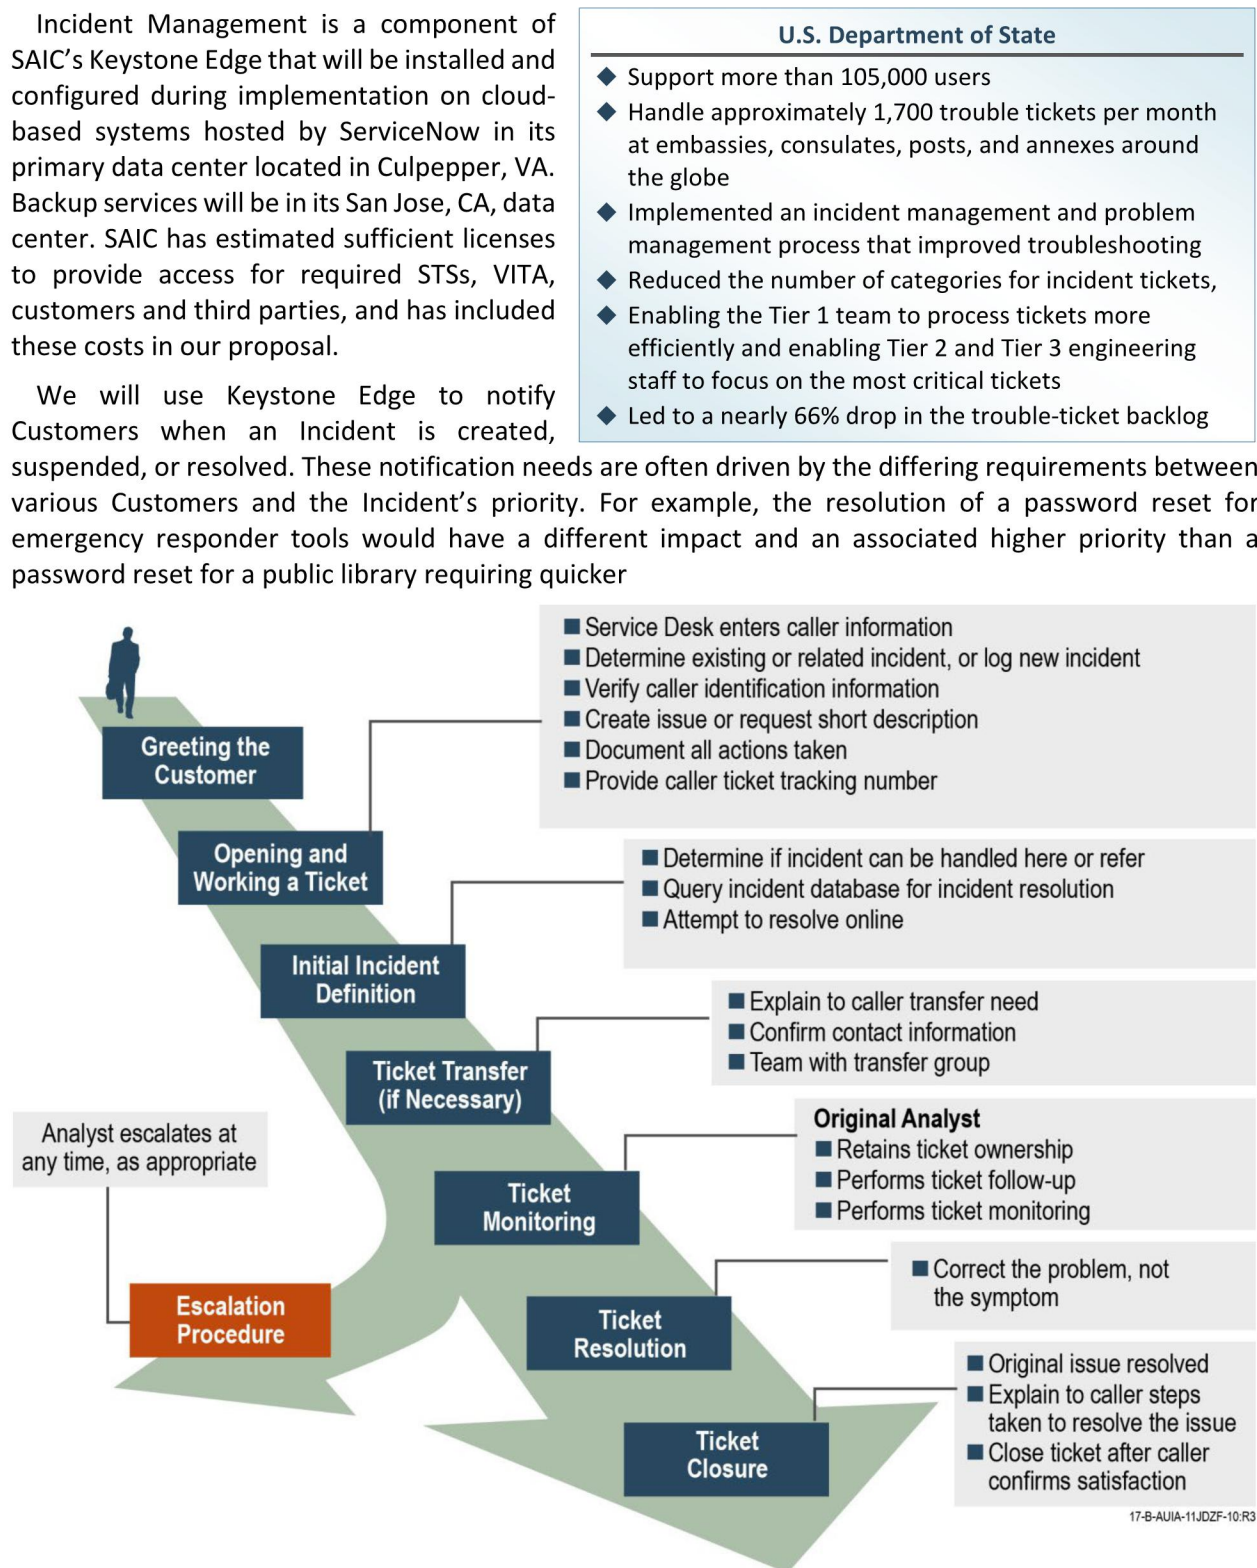 Incident Management is a component of
SAIC’s Keystone Edge that will be installed and
configured during implementation on cloud-
based systems hosted by ServiceNow in its
primary data center located in Culpepper, VA.
Backup services will be in its San Jose, CA, data
center. SAIC has estimated sufficient licenses
to provide access for required STSs, VITA,
customers and third parties, and has included
these costs in our proposal.
We will use Keystone Edge to notify
Customers when an Incident is created,
suspended, or resolved. These notification needs are often driven by the differing requirements between
various Customers and the Incident’s priority. For example, the resolution of a password reset for
emergency responder tools would have a different impact and an associated higher priority than a
password reset for a public library requiring quicker
U.S. Department of State
◆ Support more than 105,000 users
◆ Handle approximately 1,700 trouble tickets per month
at embassies, consulates, posts, and annexes around
the globe
◆ Implemented an incident management and problem
management process that improved troubleshooting
◆ Reduced the number of categories for incident tickets,
◆ Enabling the Tier 1 team to process tickets more
efficiently and enabling Tier 2 and Tier 3 engineering
staff to focus on the most critical tickets
◆ Led to a nearly 66% drop in the trouble-ticket backlog
Greeting the
Customer
Opening and
Working a Ticket
■ Service Desk enters caller information
■ Determine existing or related incident, or log new incident
■ Verify caller identification information
■ Create issue or request short description
■ Document all actions taken
■ Provide caller ticket tracking number
Initial Incident
Definition
■ Determine if incident can be handled here or refer
■ Query incident database for incident resolution
■ Attempt to resolve online
Ticket Transfer
(if Necessary)
■ Explain to caller transfer need
■ Confirm contact information
■ Team with transfer group
Analyst escalates at
any time, as appropriate
Escalation
Procedure
Ticket
Monitoring
Original Analyst
■ Retains ticket ownership
■ Performs ticket follow-up
■ Performs ticket monitoring
Ticket
Resolution
■ Correct the problem, not
the symptom
Ticket
Closure
■ Original issue resolved
■ Explain to caller steps
taken to resolve the issue
■ Close ticket after caller
confirms satisfaction
17-B-AUIA-11JDZF-10:R3